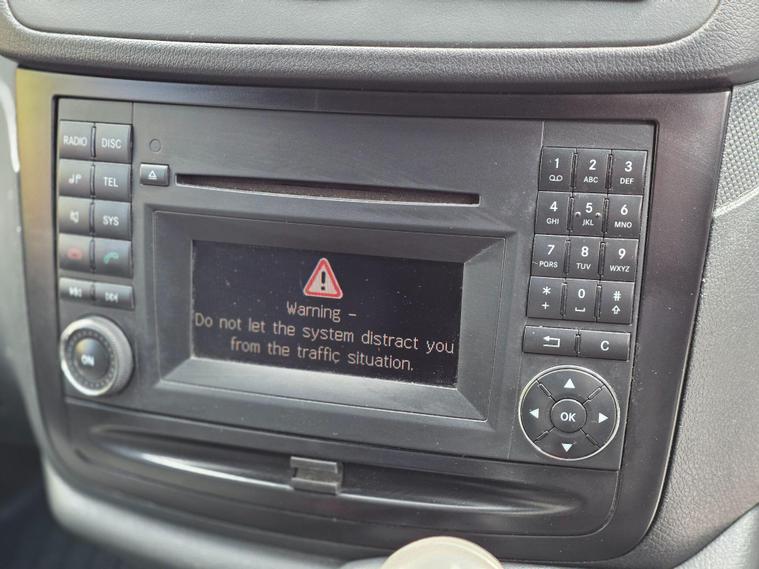 RADIO DISC
TEL
SYS
ON
Warning -
Do not let the system distract you
from the traffic situation.
1 2 ABC 3 DEF
4 GHI 5 JKL 6 MNO
7 PQRS 8 TUV 9 WXYZ
* + 0 #
C
OK